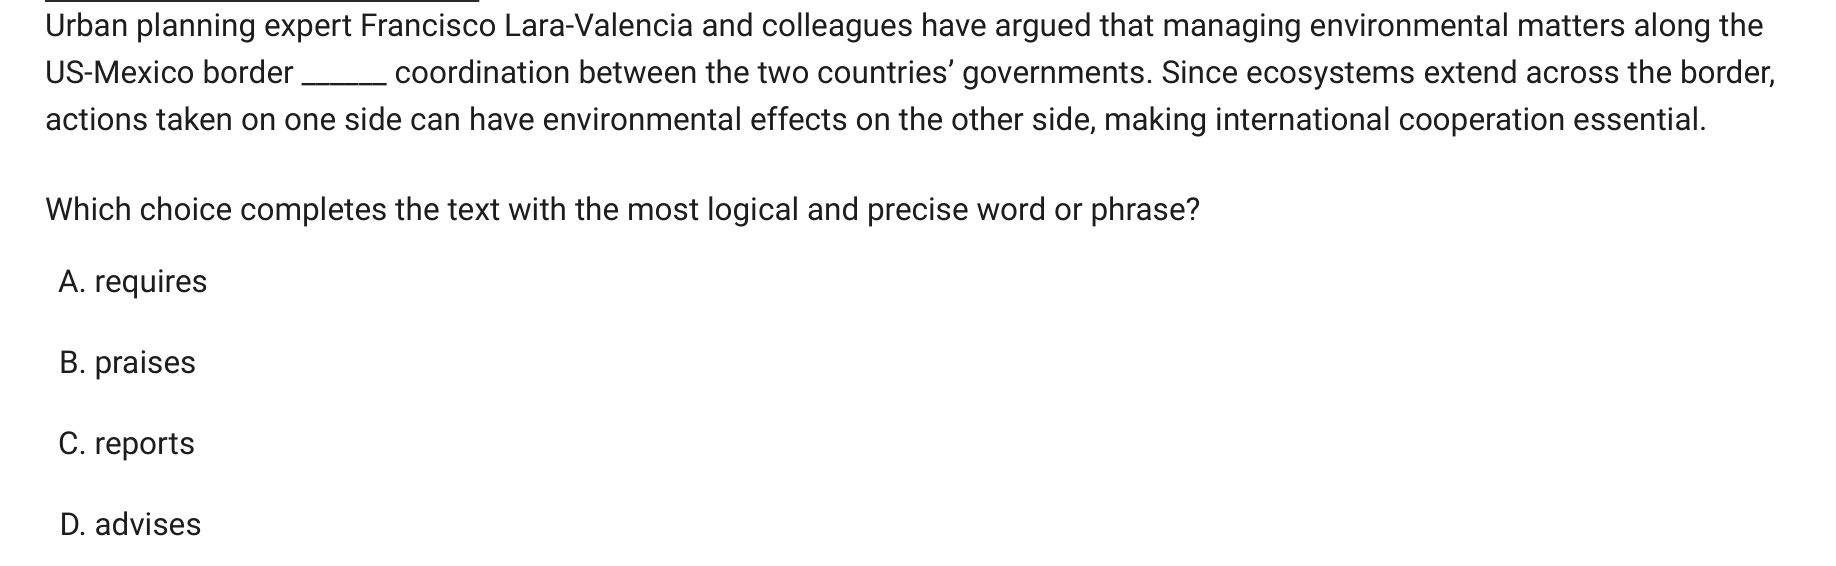 Urban planning expert Francisco Lara-Valencia and colleagues have argued that managing environmental matters along the
US-Mexico border ______ coordination between the two countries’ governments. Since ecosystems extend across the border,
actions taken on one side can have environmental effects on the other side, making international cooperation essential.
Which choice completes the text with the most logical and precise word or phrase?
A. requires
B. praises
C. reports
D. advises